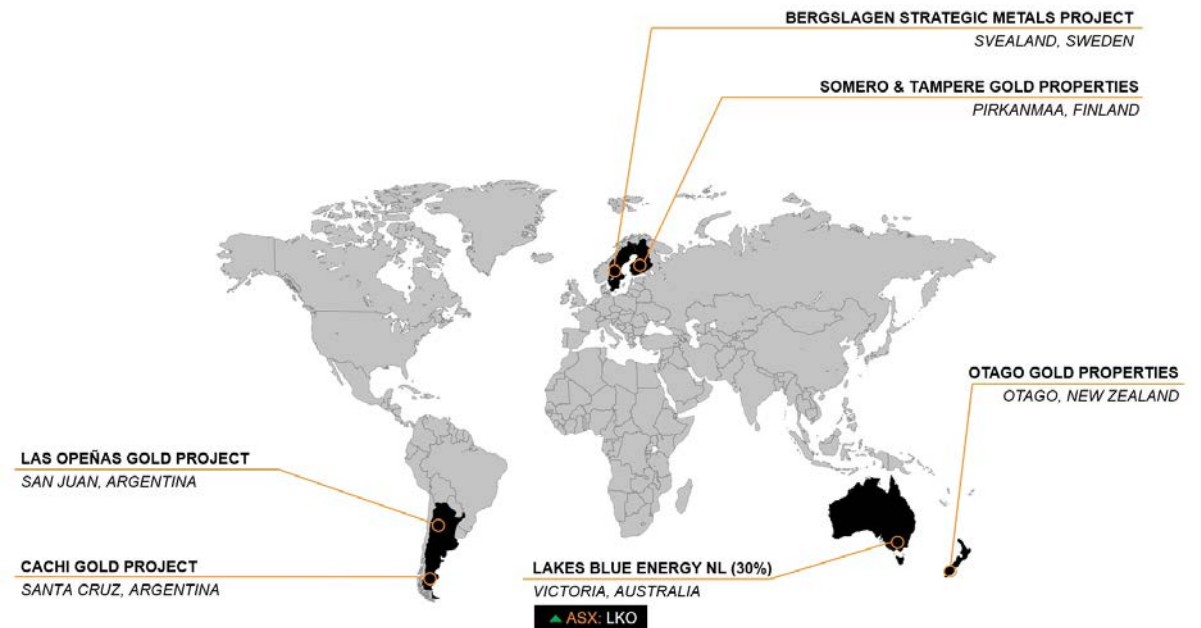 BERGSLAGEN STRATEGIC METALS PROJECT
SVEALAND, SWEDEN
SOMERO & TAMPERE GOLD PROPERTIES
PIRKANMAA, FINLAND
OTAGO GOLD PROPERTIES
OTAGO, NEW ZEALAND
LAS OPEÑAS GOLD PROJECT
SAN JUAN, ARGENTINA
CACHI GOLD PROJECT
SANTA CRUZ, ARGENTINA
LAKES BLUE ENERGY NL (30%)
VICTORIA, AUSTRALIA
▲ ASX: LKO